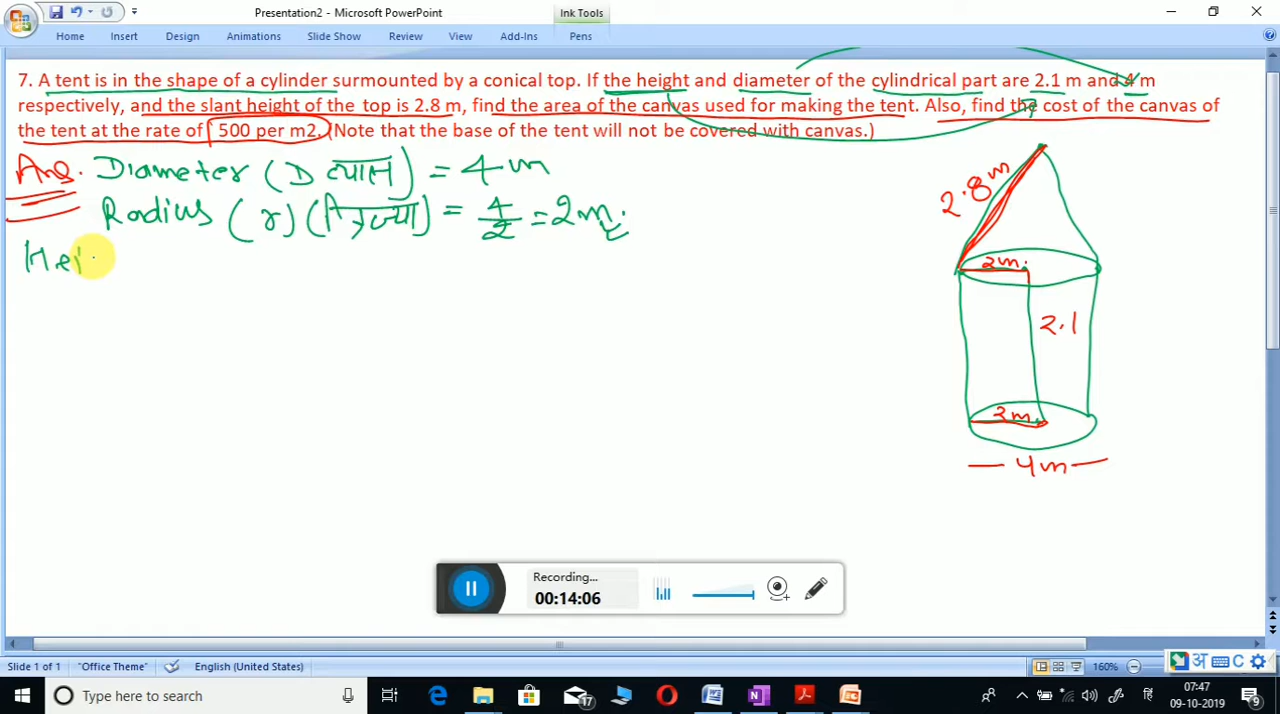 Presentation2 - Microsoft PowerPoint
Ink Tools
Home Insert Design Animations Slide Show Review View Add-Ins Pens
7. A tent is in the shape of a cylinder surmounted by a conical top. If the height and diameter of the cylindrical part are 2.1 m and 4 m
respectively, and the slant height of the top is 2.8 m, find the area of the canvas used for making the tent. Also, find the cost of the canvas of
the tent at the rate of 500 per m2. (Note that the base of the tent will not be covered with canvas.)
Ans. Diameter (D व्यास) = 4m
Radius (r) (त्रिज्या) = 4/2 = 2m.
Hei
2.8m
2m.
2.1
2m.
4m
Recording...
00:14:06
Slide 1 of 1 "Office Theme" English (United States) 160%
अ C
Type here to search
17
हि
07:47
09-10-2019
9